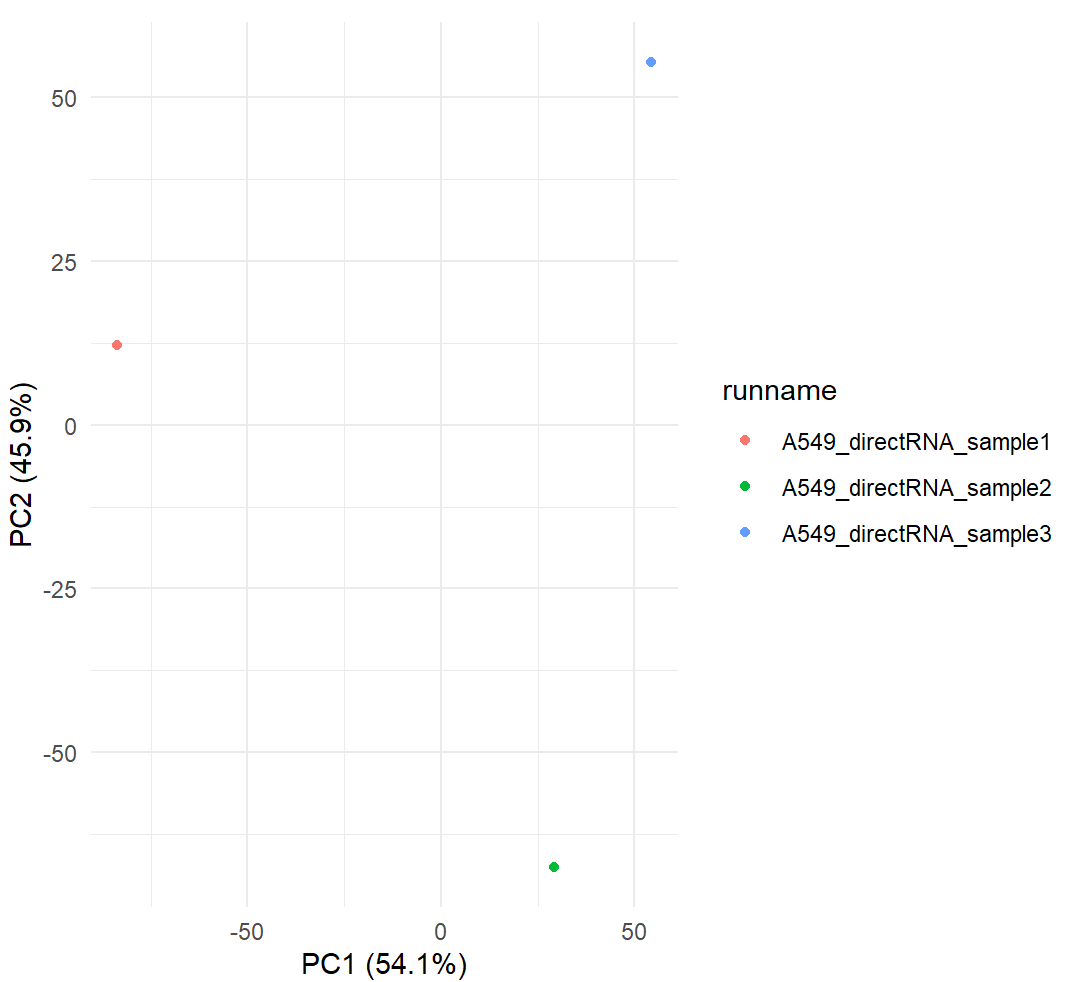 50
25
0
-25
-50
PC2 (45.9%)
-50
0
50
PC1 (54.1%)
runname
A549_directRNA_sample1
A549_directRNA_sample2
A549_directRNA_sample3